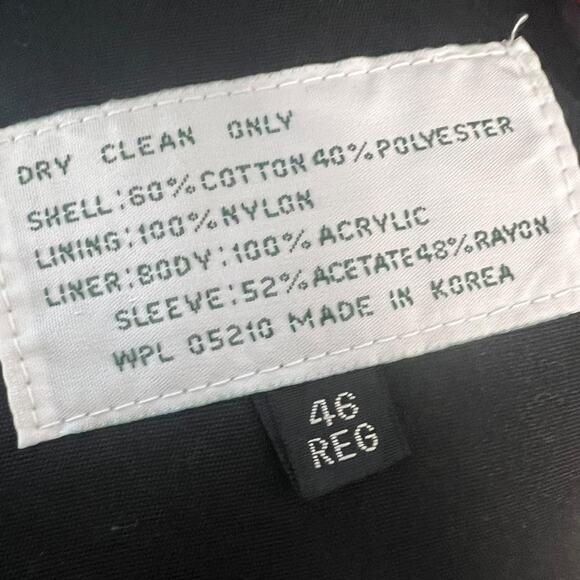 DRY CLEAN ONLY
SHELL:60%COTTON40%POLYESTER
LINING:100%NYLON
LINER:BODY:100%ACRYLIC
SLEEVE:52%ACETATE48%RAYON
WPL 05210 MADE IN KOREA
46
REG